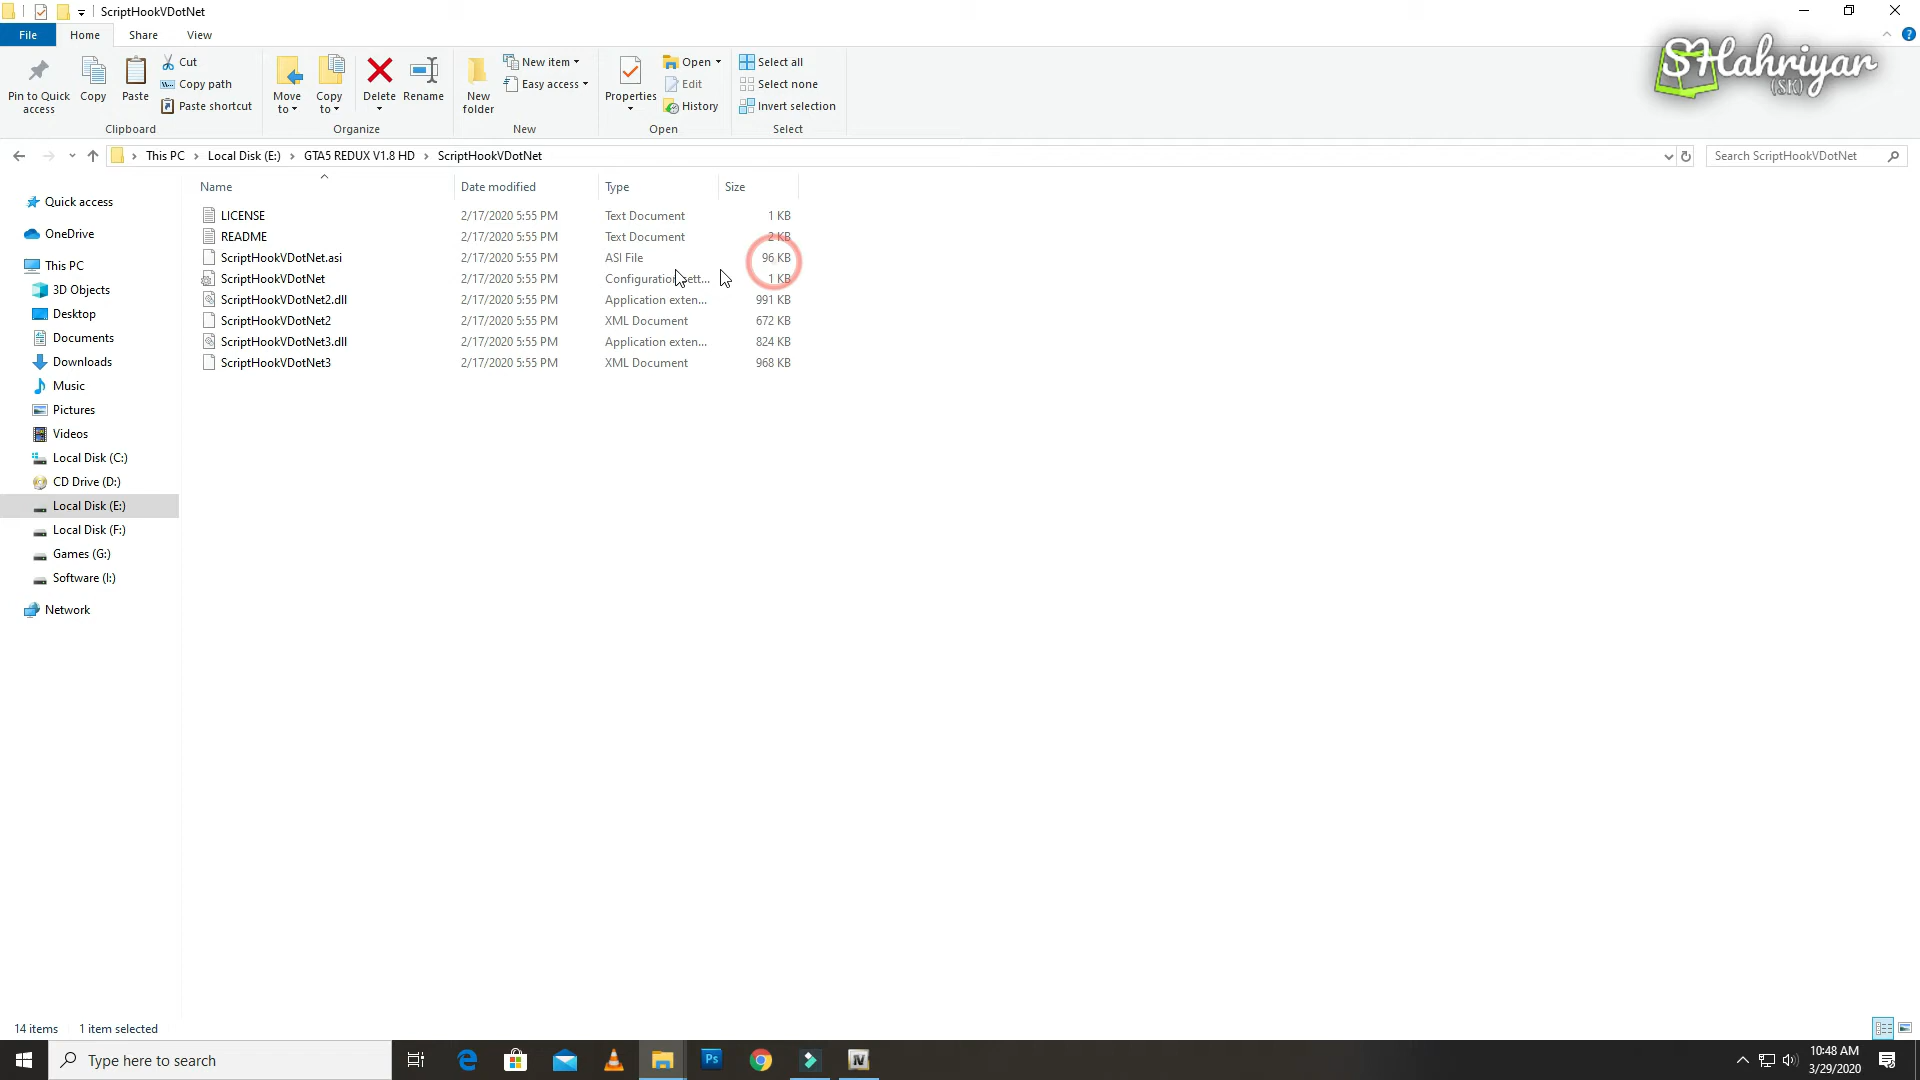 ScriptHookVDotNet
File Home Share View
SHahriyar
(SK)
Pin to Quick access
Copy
Paste
Cut
Copy path
Paste shortcut
Clipboard
Move to
Copy to
Delete
Rename
Organize
New folder
New item
Easy access
New
Properties
Open
Edit
History
Open
Select all
Select none
Invert selection
Select
This PC > Local Disk (E:) > GTA5 REDUX V1.8 HD > ScriptHookVDotNet
Search ScriptHookVDotNet
Name Date modified Type Size
LICENSE 2/17/2020 5:55 PM Text Document 1 KB
README 2/17/2020 5:55 PM Text Document 2 KB
ScriptHookVDotNet.asi 2/17/2020 5:55 PM ASI File 96 KB
ScriptHookVDotNet 2/17/2020 5:55 PM Configuration sett... 1 KB
ScriptHookVDotNet2.dll 2/17/2020 5:55 PM Application exten... 991 KB
ScriptHookVDotNet2 2/17/2020 5:55 PM XML Document 672 KB
ScriptHookVDotNet3.dll 2/17/2020 5:55 PM Application exten... 824 KB
ScriptHookVDotNet3 2/17/2020 5:55 PM XML Document 968 KB
Quick access
OneDrive
This PC
3D Objects
Desktop
Documents
Downloads
Music
Pictures
Videos
Local Disk (C:)
CD Drive (D:)
Local Disk (E:)
Local Disk (F:)
Games (G:)
Software (I:)
Network
14 items 1 item selected
Type here to search
Ps
10:48 AM
3/29/2020